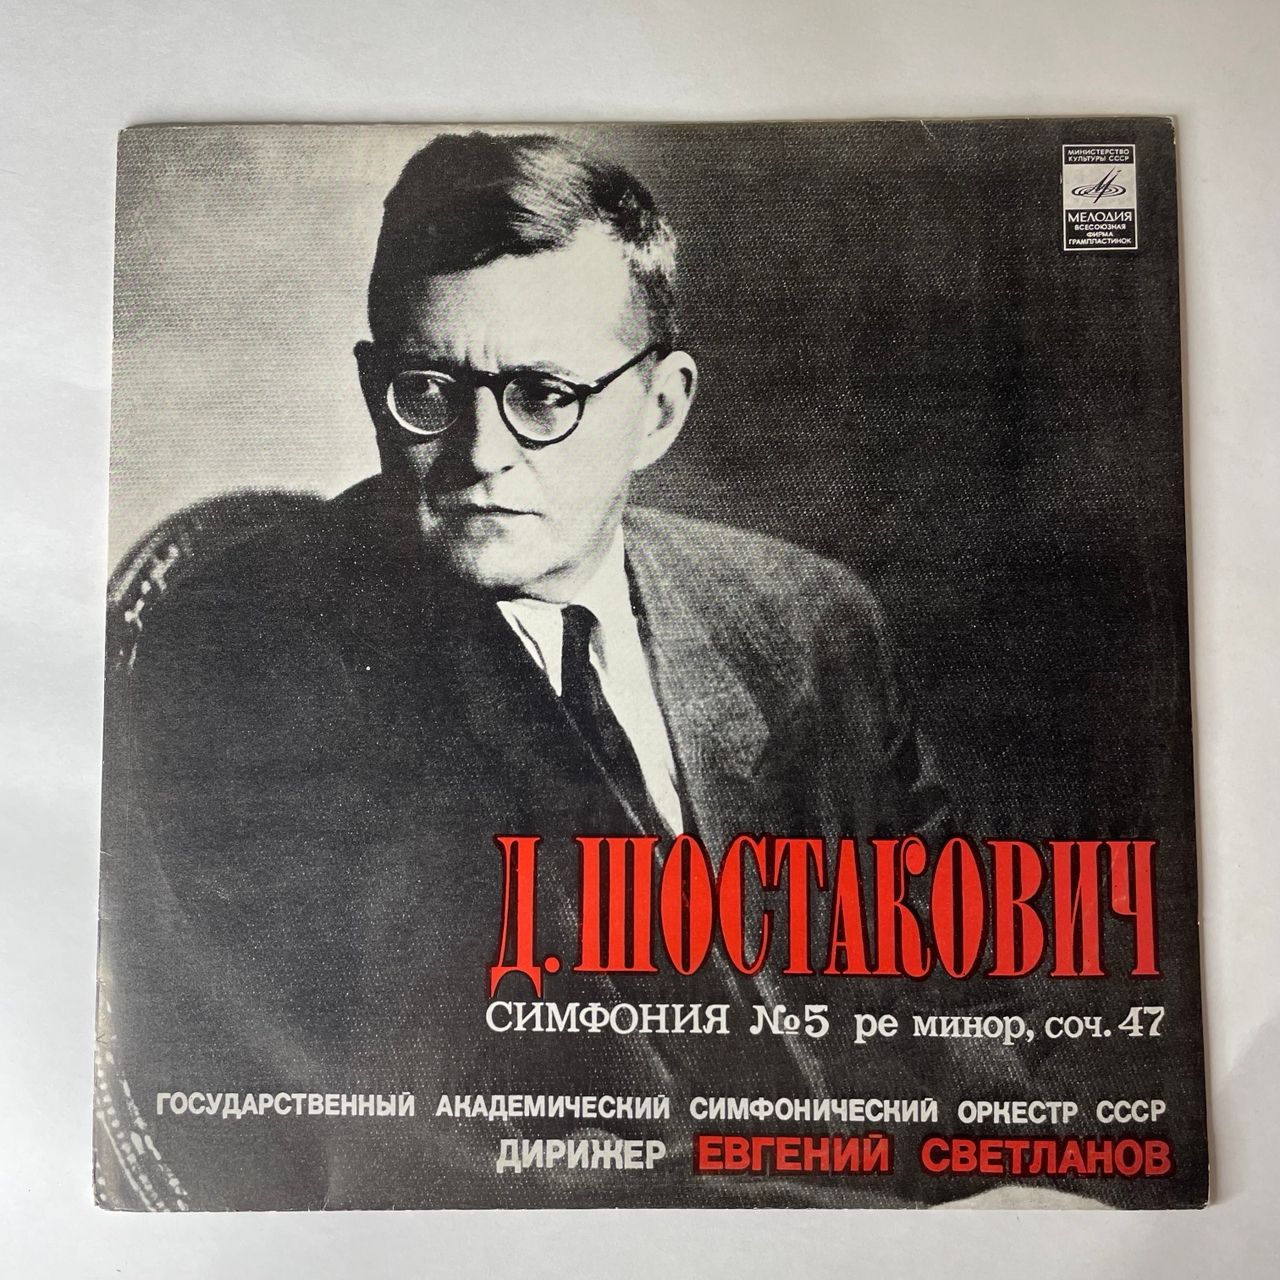 МИНИСТЕРСТВО
КУЛЬТУРЫ СССР
МЕЛОДИЯ
ВСЕСОЮЗНАЯ
ФИРМА
ГРАМПЛАСТИНОК
Д. ШОСТАКОВИЧ
СИМФОНИЯ №5 ре минор, соч. 47
ГОСУДАРСТВЕННЫЙ АКАДЕМИЧЕСКИЙ СИМФОНИЧЕСКИЙ ОРКЕСТР СССР
ДИРИЖЕР ЕВГЕНИЙ СВЕТЛАНОВ